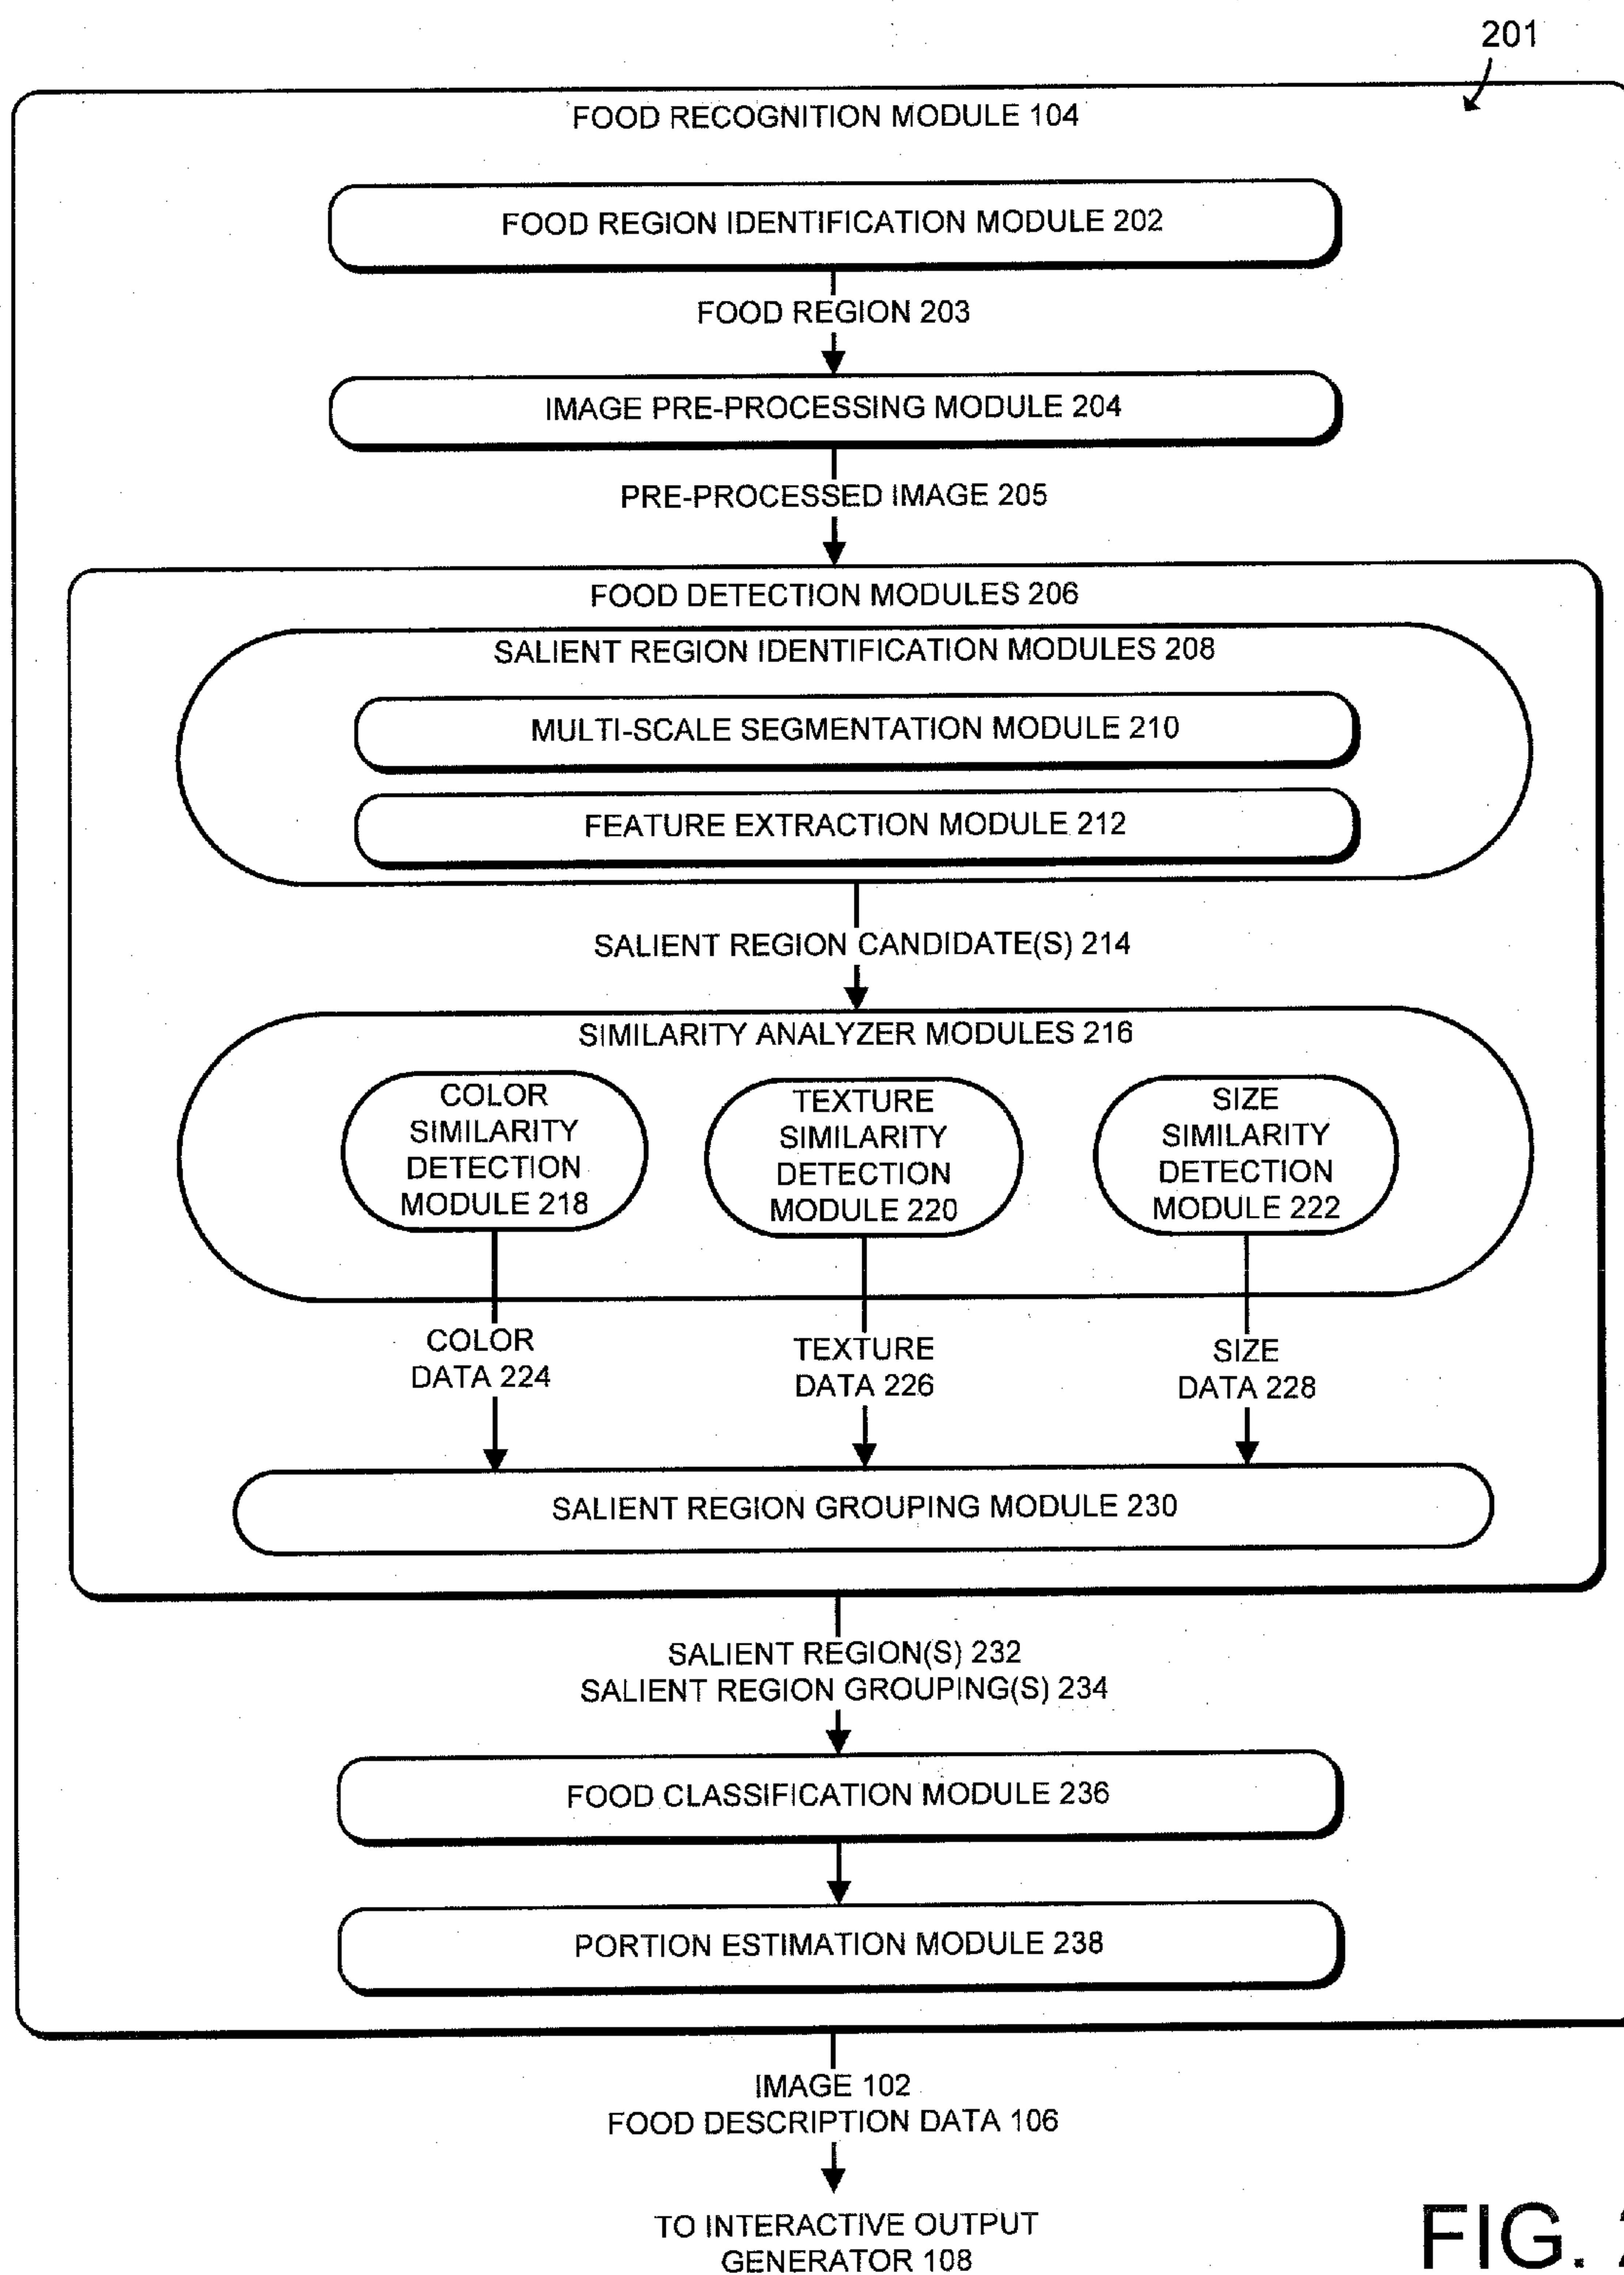 201
FOOD RECOGNITION MODULE 104
FOOD REGION IDENTIFICATION MODULE 202
FOOD REGION 203
IMAGE PRE-PROCESSING MODULE 204
PRE-PROCESSED IMAGE 205
FOOD DETECTION MODULES 206
SALIENT REGION IDENTIFICATION MODULES 208
MULTI-SCALE SEGMENTATION MODULE 210
FEATURE EXTRACTION MODULE 212
SALIENT REGION CANDIDATE(S) 214
SIMILARITY ANALYZER MODULES 216
COLOR
SIMILARITY
DETECTION
MODULE 218
TEXTURE
SIMILARITY
DETECTION
MODULE 220
SIZE
SIMILARITY
DETECTION
MODULE 222
COLOR
DATA 224
TEXTURE
DATA 226
SIZE
DATA 228
SALIENT REGION GROUPING MODULE 230
SALIENT REGION(S) 232
SALIENT REGION GROUPING(S) 234
FOOD CLASSIFICATION MODULE 236
PORTION ESTIMATION MODULE 238
IMAGE 102
FOOD DESCRIPTION DATA 106
TO INTERACTIVE OUTPUT
GENERATOR 108
FIG.